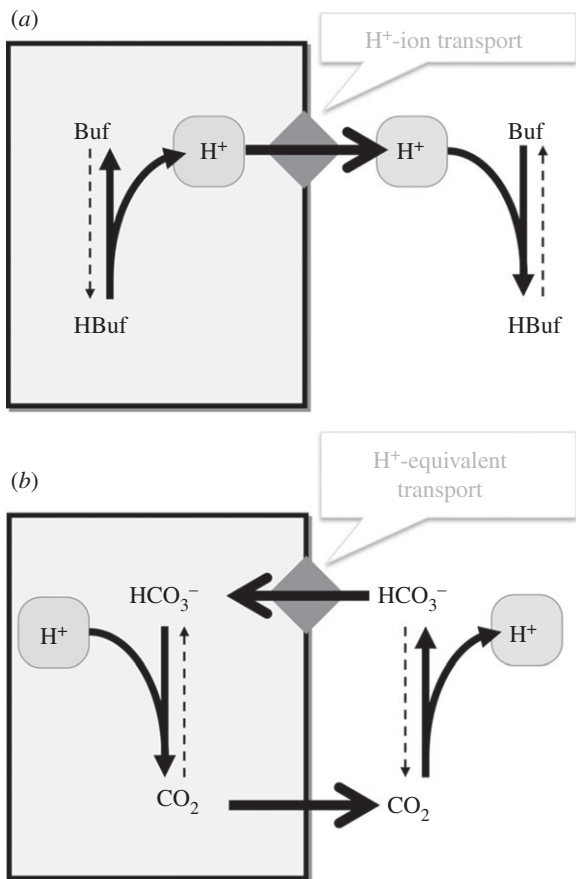 (a)
H⁺-ion transport
Buf
H⁺
H⁺
Buf
HBuf
HBuf
(b)
H⁺-equivalent
transport
HCO₃⁻
HCO₃⁻
H⁺
H⁺
CO₂
CO₂